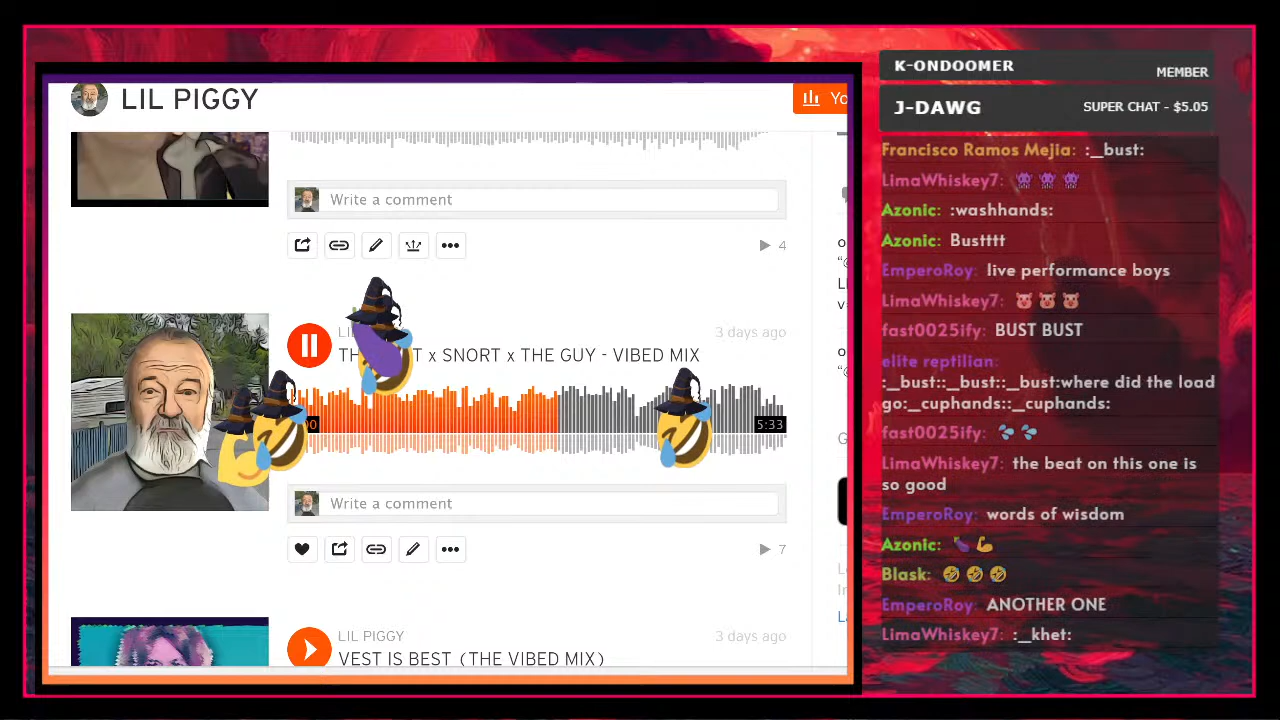 LIL PIGGY
Yo
Write a comment
4
3 days ago
x SNORT x THE GUY - VIBED MIX
5:33
Write a comment
7
LIL PIGGY
3 days ago
VEST IS BEST (THE VIBED MIX)
K-ONDOOMER
MEMBER
J-DAWG
SUPER CHAT - $5.05
Francisco Ramos Mejia: :_bust:
LimaWhiskey7:
Azonic: :washhands:
Azonic: Bustttt
EmperoRoy: live performance boys
LimaWhiskey7: 🐷 🐷 🐷
fast0025ify: BUST BUST
elite reptilian:
:_bust::_bust::_bust:where did the load
go:_cuphands::_cuphands:
fast0025ify: 💦 💦
LimaWhiskey7: the beat on this one is
so good
EmperoRoy: words of wisdom
Azonic: 🍆 💪
Blask: 🤣 🤣 🤣
EmperoRoy: ANOTHER ONE
LimaWhiskey7: :_khet: